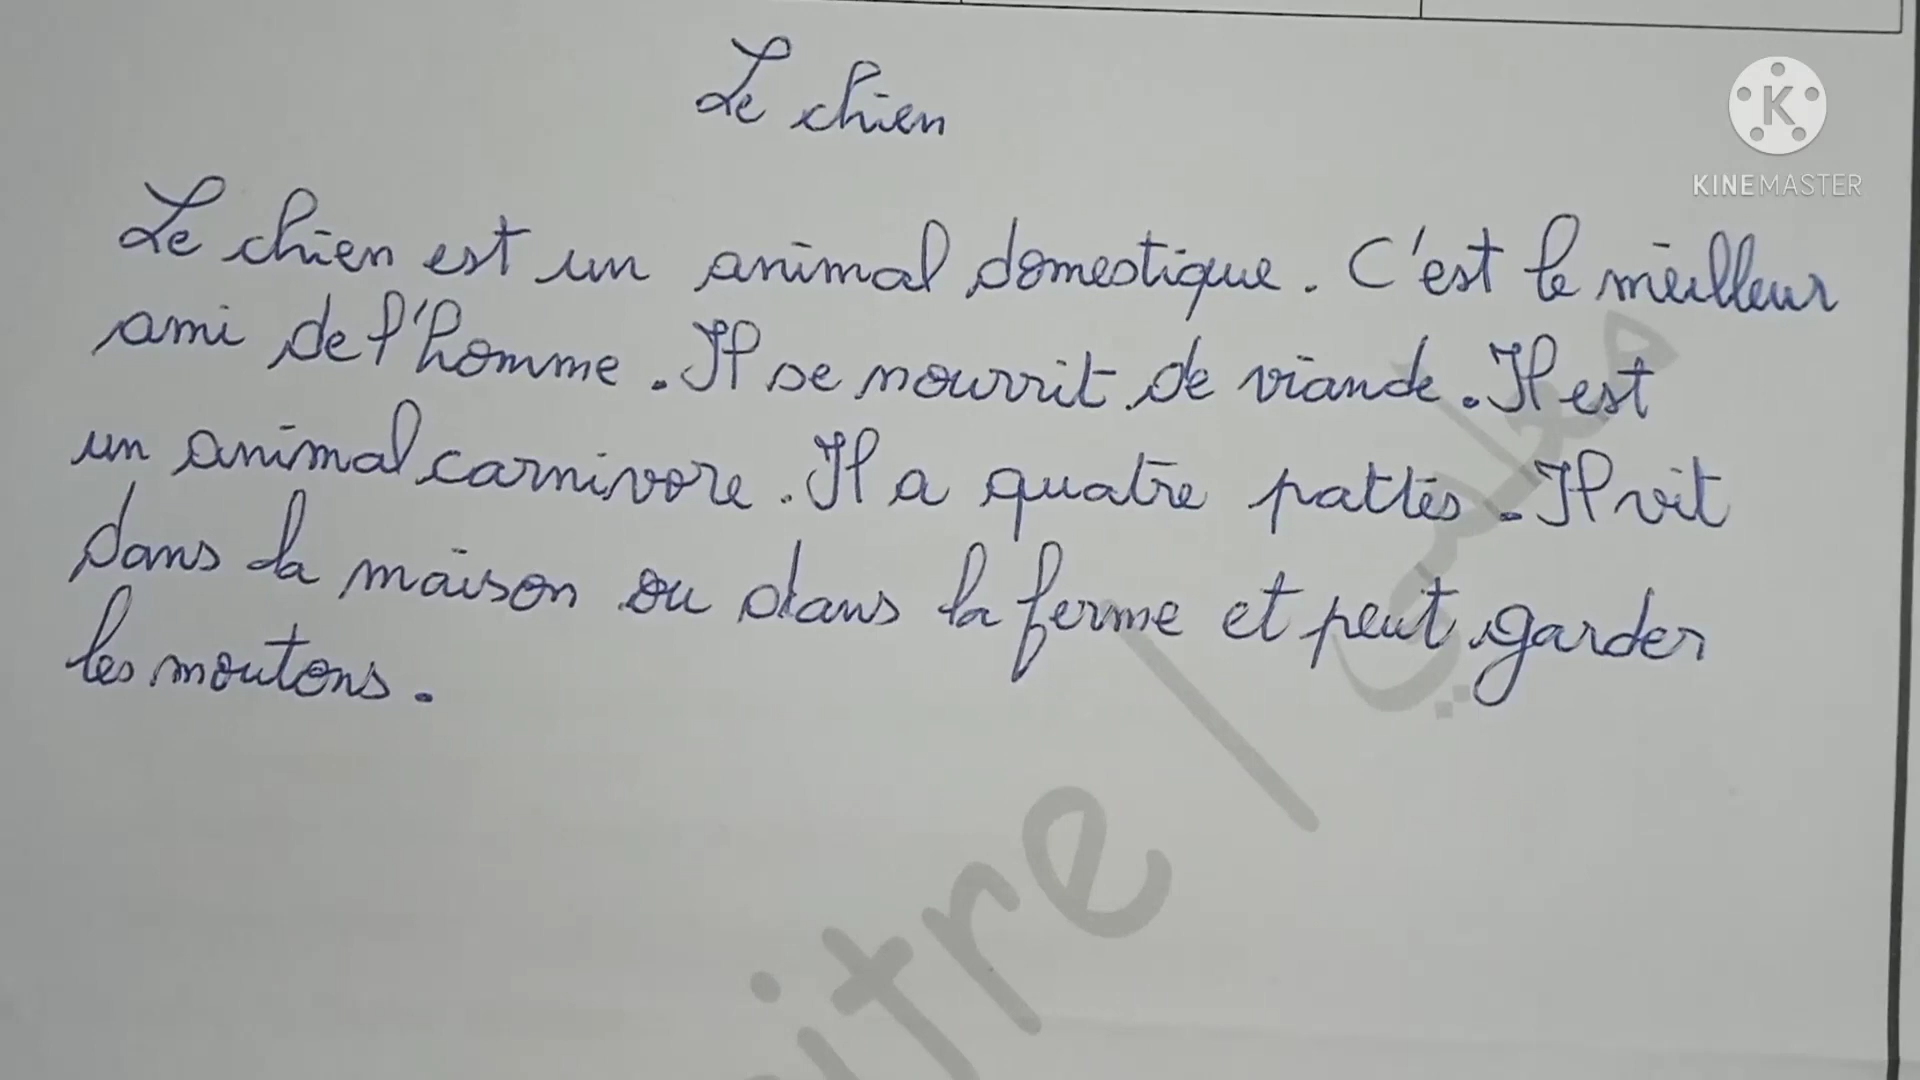 Le chien
KINEMASTER
Le chien est un animal domestique. C'est le meilleur
ami de l'homme. Il se nourrit de viande. Il est
un animal carnivore. Il a quatre pattes. Il vit
dans la maison ou dans la ferme et peut garder
les moutons.
itre / معلمي